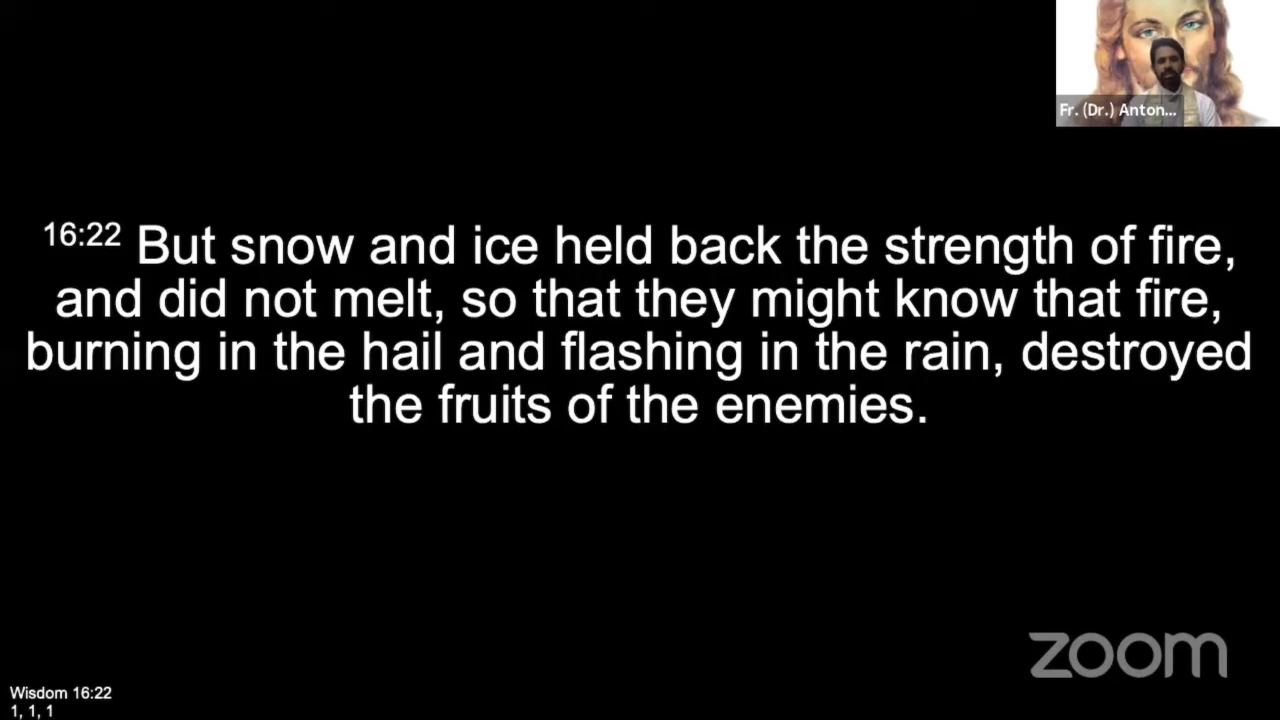 Fr. (Dr.) Anton...
16:22 But snow and ice held back the strength of fire,
and did not melt, so that they might know that fire,
burning in the hail and flashing in the rain, destroyed
the fruits of the enemies.
zoom
Wisdom 16:22
1, 1, 1